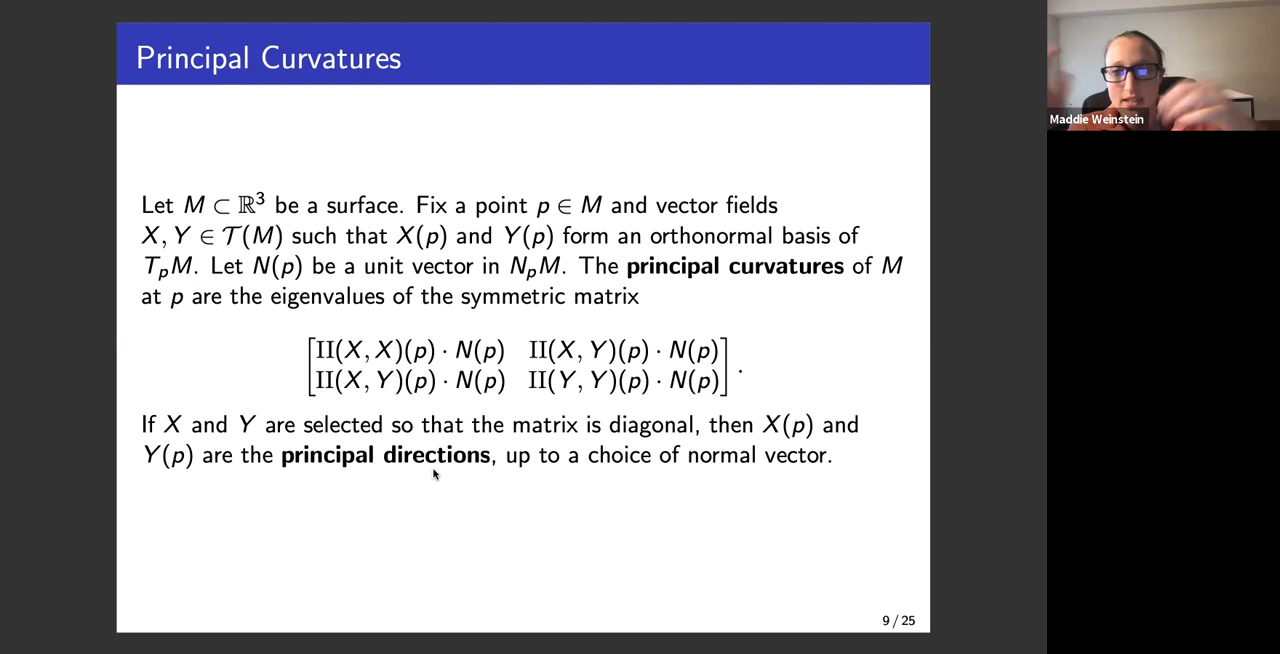 Principal Curvatures
Maddie Weinstein
Let M ⊂ ℝ³ be a surface. Fix a point p ∈ M and vector fields
X, Y ∈ 𝒯(M) such that X(p) and Y(p) form an orthonormal basis of
TₚM. Let N(p) be a unit vector in NₚM. The principal curvatures of M
at p are the eigenvalues of the symmetric matrix
[II(X, X)(p) · N(p) II(X, Y)(p) · N(p)
II(X, Y)(p) · N(p) II(Y, Y)(p) · N(p)] .
If X and Y are selected so that the matrix is diagonal, then X(p) and
Y(p) are the principal directions, up to a choice of normal vector.
9 / 25